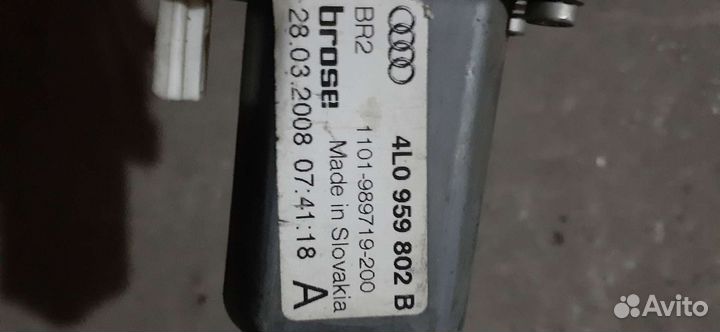 4L0 959 802 B
BR2 1101-989719-200
brose Made in Slovakia
28.03.2008 07:41:18 A
Avito